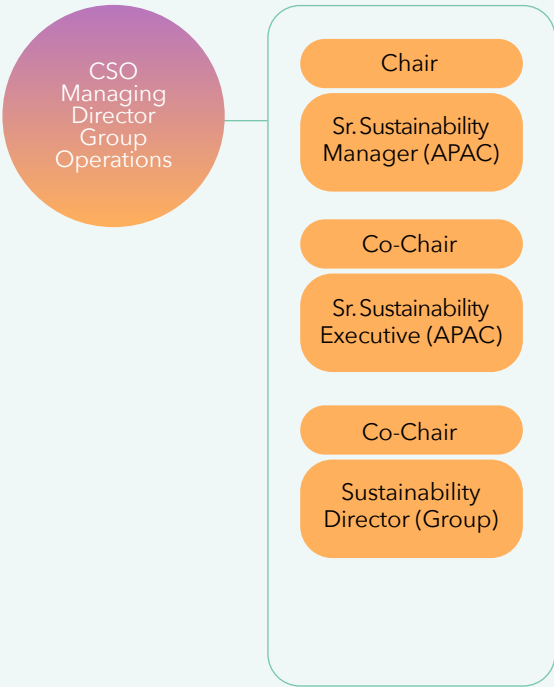 CSO
Managing
Director
Group
Operations
Chair
Sr. Sustainability
Manager (APAC)
Co-Chair
Sr. Sustainability
Executive (APAC)
Co-Chair
Sustainability
Director (Group)